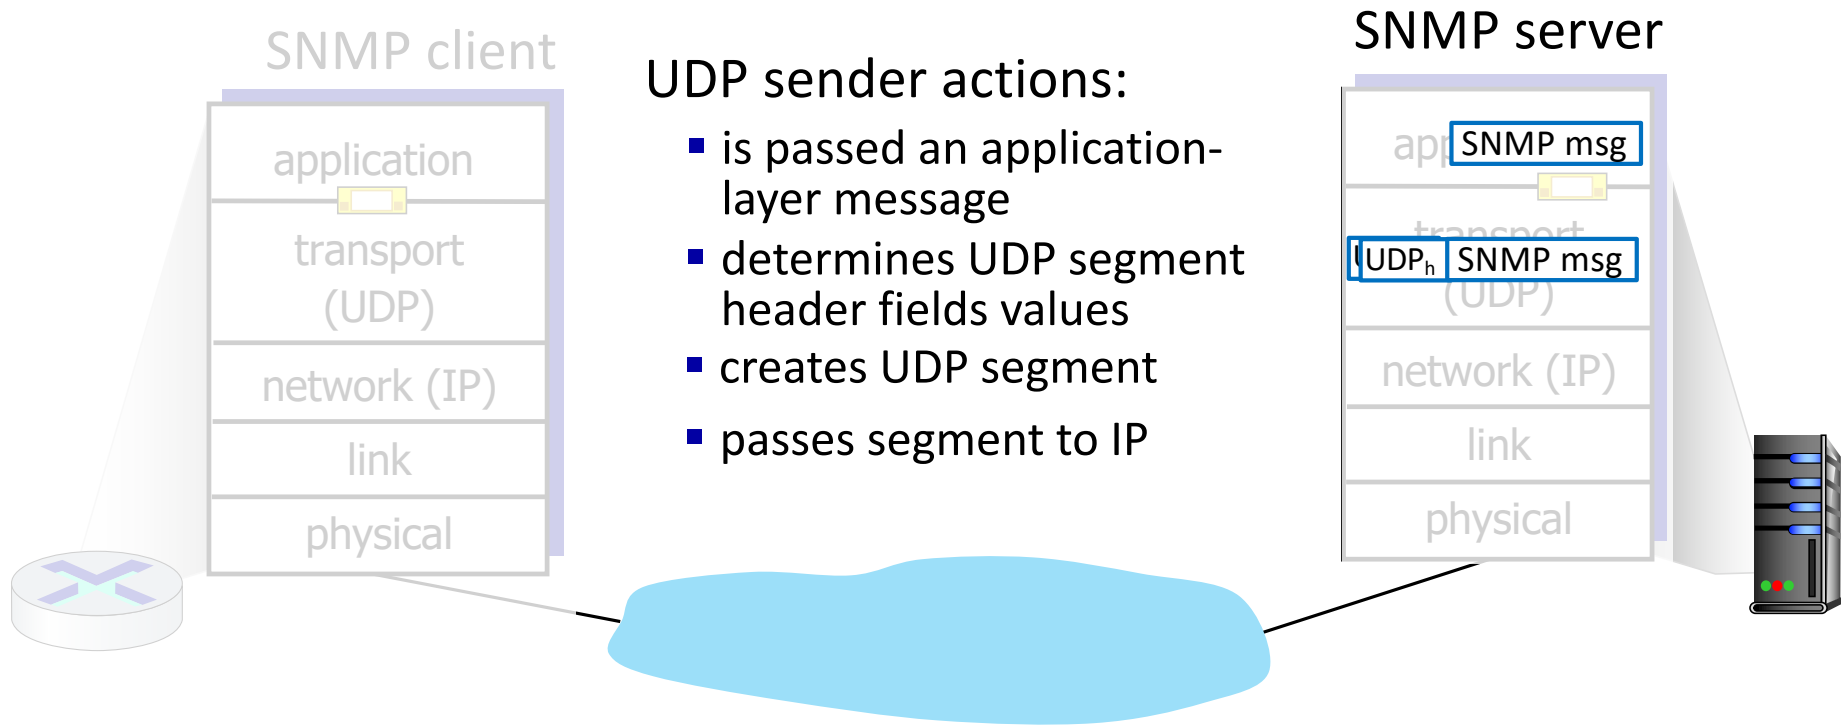 SNMP client
application
transport
(UDP)
network (IP)
link
physical
UDP sender actions:
is passed an application-
layer message
determines UDP segment
header fields values
creates UDP segment
passes segment to IP
SNMP server
SNMP msg
transport
UDPh SNMP msg
(UDP)
network (IP)
link
physical